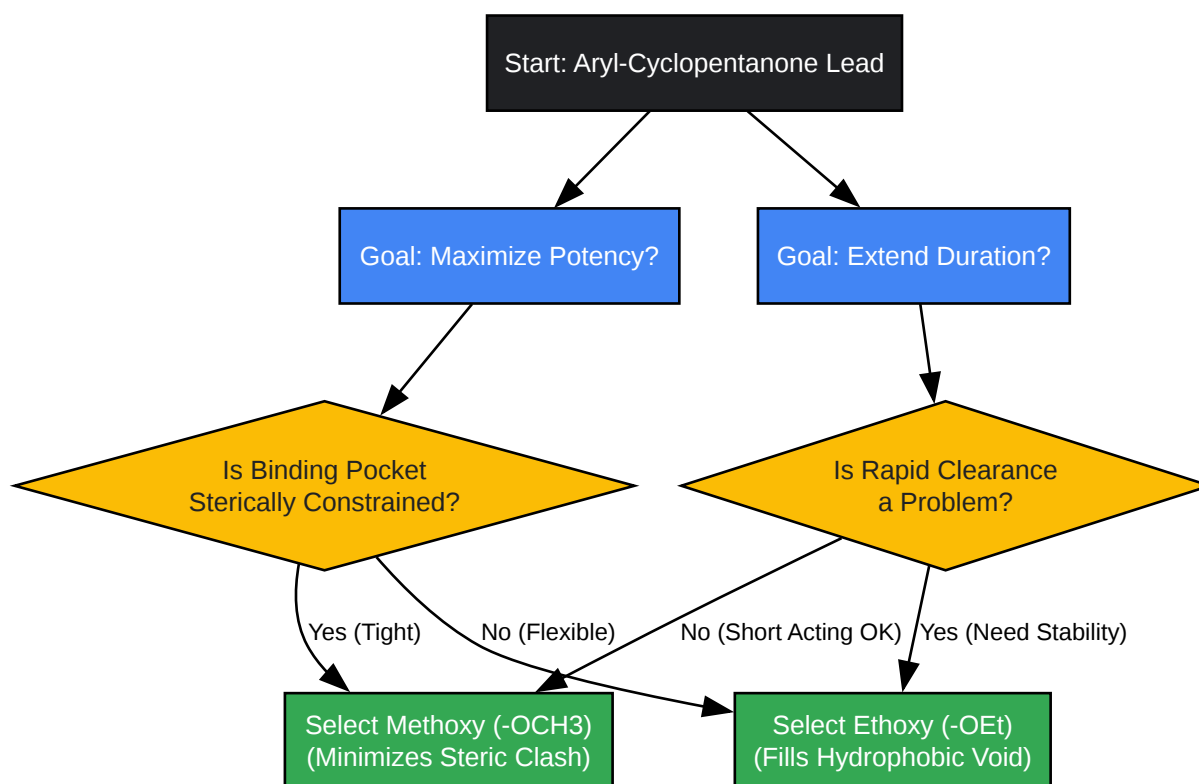 Start: Aryl-Cyclopentanone Lead
Goal: Maximize Potency?
Goal: Extend Duration?
Is Binding Pocket
Sterically Constrained?
Is Rapid Clearance
a Problem?
Yes (Tight)
No (Flexible)
No (Short Acting OK)
Yes (Need Stability)
Select Methoxy (-OCH3)
(Minimizes Steric Clash)
Select Ethoxy (-OEt)
(Fills Hydrophobic Void)